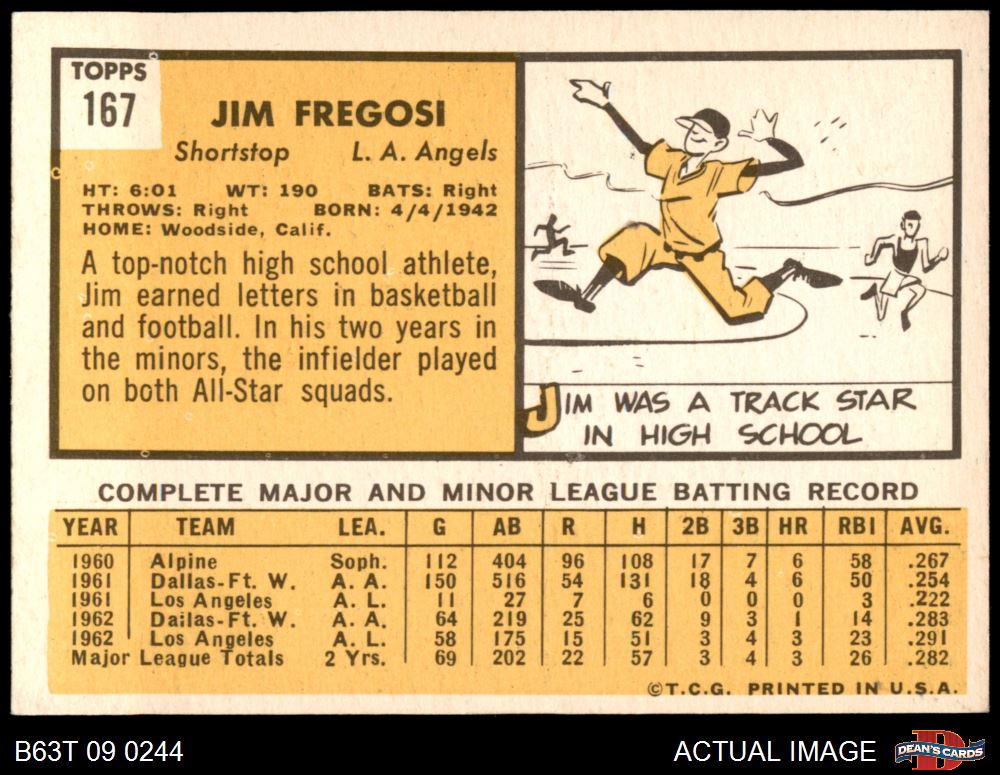 TOPPS
167
JIM FREGOSI
Shortstop L. A. Angels
HT: 6:01 WT: 190 BATS: Right
THROWS: Right BORN: 4/4/1942
HOME: Woodside, Calif.
A top-notch high school athlete,
Jim earned letters in basketball
and football. In his two years in
the minors, the infielder played
on both All-Star squads.
JIM WAS A TRACK STAR
IN HIGH SCHOOL
COMPLETE MAJOR AND MINOR LEAGUE BATTING RECORD
YEAR TEAM LEA. G AB R H 2B 3B HR RBI AVG.
1960 Alpine Soph. 112 404 96 108 17 7 6 58 .267
1961 Dallas-Ft. W. A. A. 150 516 54 131 18 4 6 50 .254
1961 Los Angeles A. L. 11 27 7 6 0 0 0 3 .222
1962 Dallas-Ft. W. A. A. 64 219 25 62 9 3 1 14 .283
1962 Los Angeles A. L. 58 175 15 51 3 4 3 23 .291
Major League Totals 2 Yrs. 69 202 22 57 3 4 3 26 .282
©T.C.G. PRINTED IN U.S.A.
B63T 09 0244 ACTUAL IMAGE DEAN'S CARDS